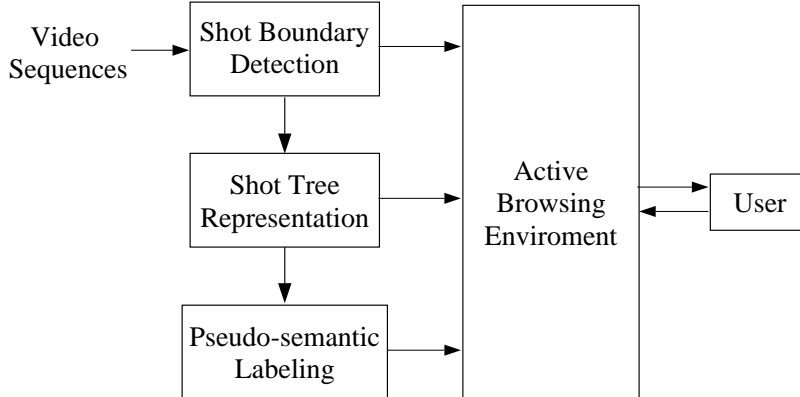 Video
Sequences
Shot Boundary
Detection
Shot Tree
Representation
Pseudo-semantic
Labeling
Active
Browsing
Enviroment
User